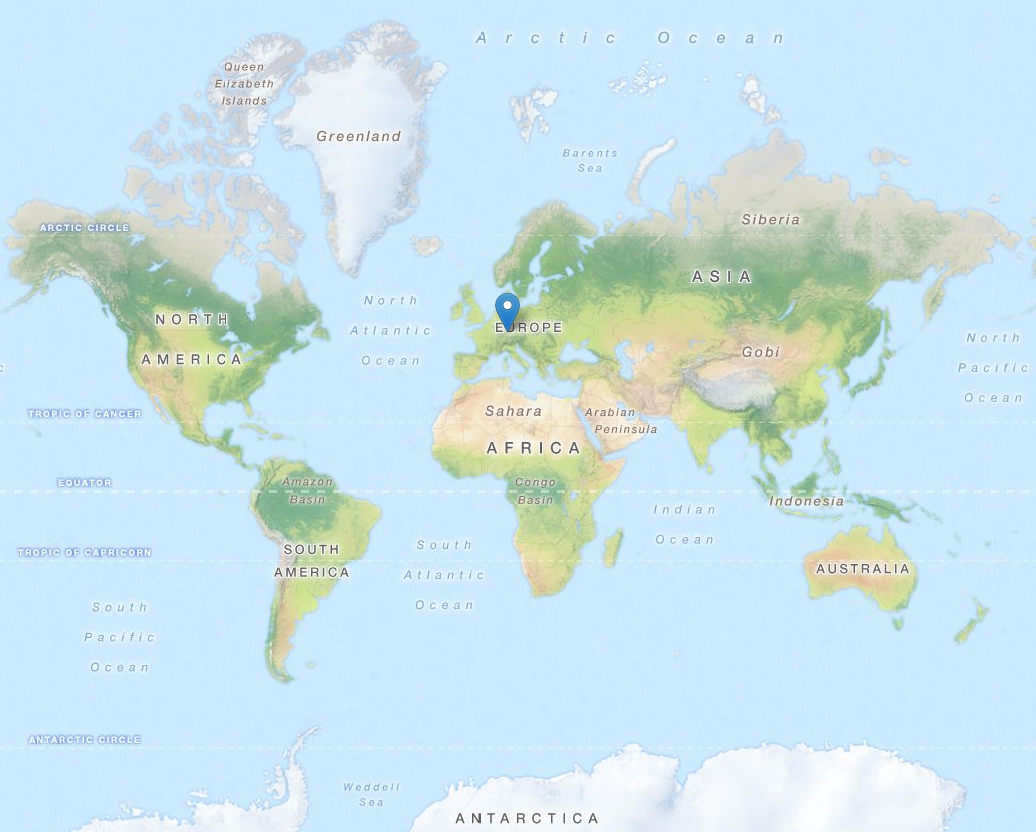 Arctic Ocean
Queen
Elizabeth
Islands
Greenland
Barents
Sea
Siberia
ARCTIC CIRCLE
ASIA
North
Atlantic
Ocean
NORTH
AMERICA
EUROPE
North
Pacific
Ocean
Gobi
TROPIC OF CANCER
Sahara
Arabian
Peninsula
AFRICA
EQUATOR
Amazon
Basin
Congo
Basin
Indonesia
Indian
Ocean
TROPIC OF CAPRICORN
SOUTH
AMERICA
South
Atlantic
Ocean
AUSTRALIA
South
Pacific
Ocean
ANTARCTIC CIRCLE
Weddell
Sea
ANTARCTICA